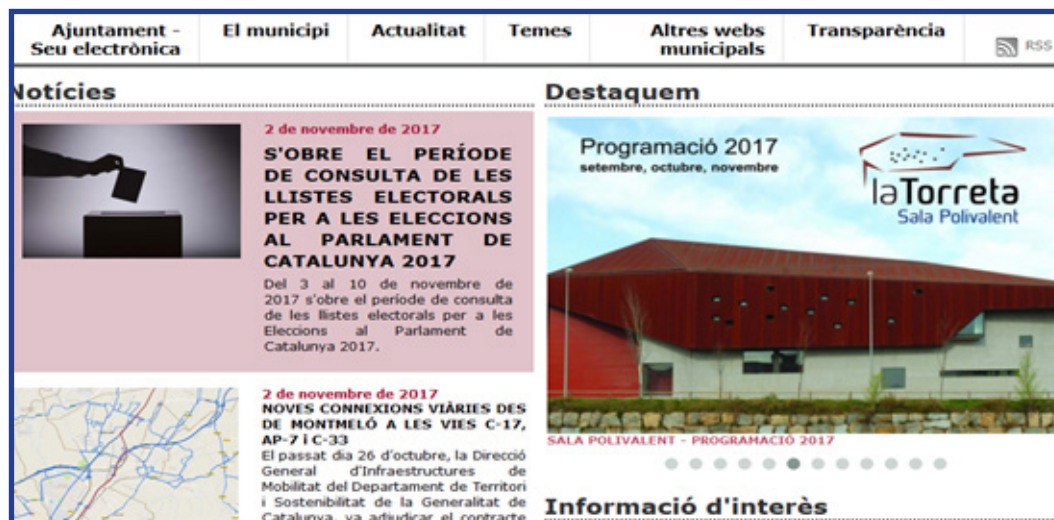 Ajuntament -
Seu electrònica
El municipi
Actualitat
Temes
Altres webs
municipals
Transparència
RSS
Notícies
2 de novembre de 2017
S'OBRE EL PERÍODE
DE CONSULTA DE LES
LLISTES ELECTORALS
PER A LES ELECCIONS
AL PARLAMENT DE
CATALUNYA 2017
Del 3 al 10 de novembre de
2017 s'obre el període de consulta
de les llistes electorals per a les
Eleccions al Parlament de
Catalunya 2017.
2 de novembre de 2017
NOVES CONNEXIONS VIÀRIES DES
DE MONTMELÓ A LES VIES C-17,
AP-7 i C-33
El passat dia 26 d'octubre, la Direcció
General d'Infraestructures de
Mobilitat del Departament de Territori
i Sostenibilitat de la Generalitat de
Catalunya, va adjudicar el contracte
Destaquem
Programació 2017
setembre, octubre, novembre
laTorreta
Sala Polivalent
SALA POLIVALENT - PROGRAMACIÓ 2017
Informació d'interès